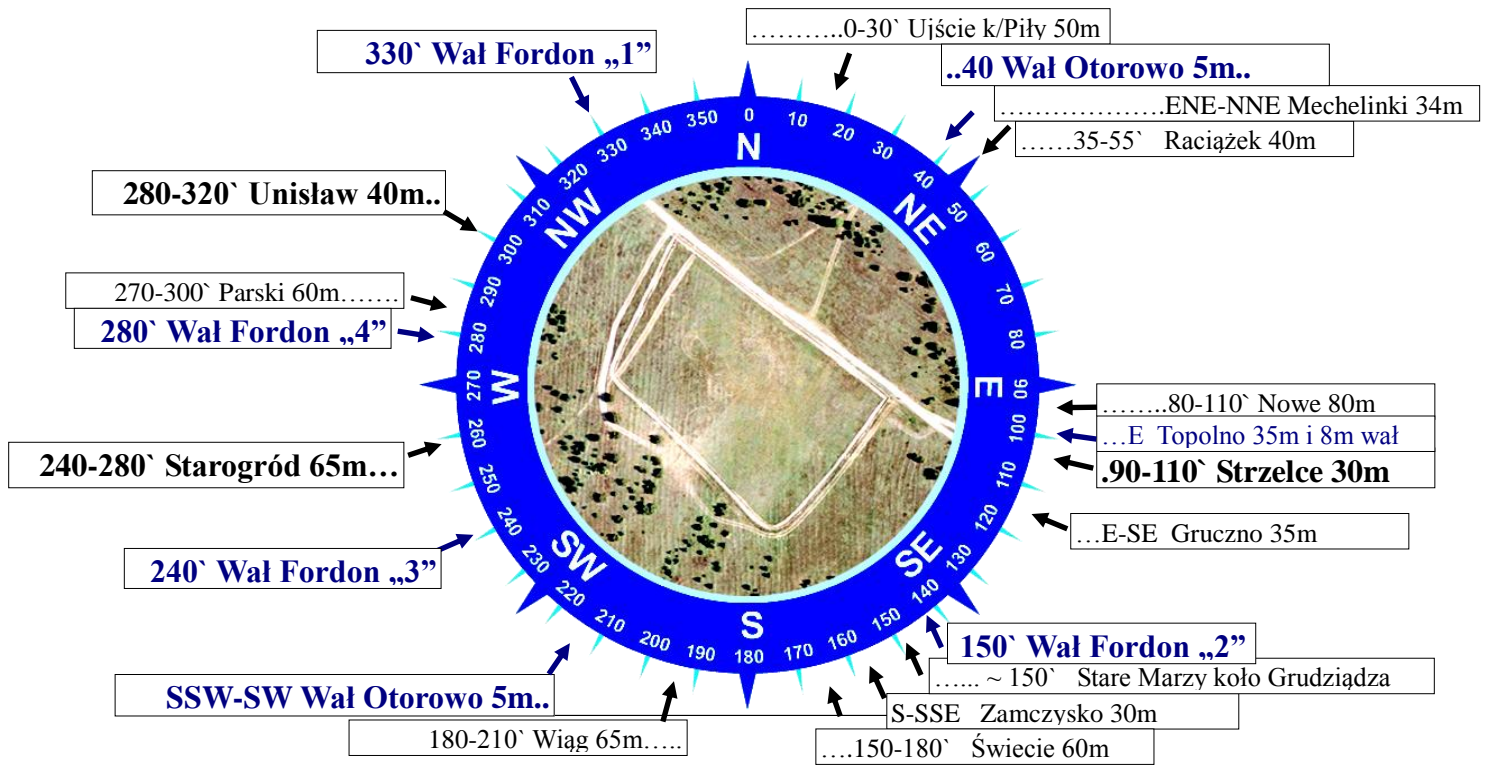 ………..0-30` Ujście k/Piły 50m
330` Wał Fordon „1”
..40 Wał Otorowo 5m..
………………..ENE-NNE Mechelinki 34m
……35-55` Raciążek 40m
280-320` Unisław 40m..
270-300` Parski 60m…….
280` Wał Fordon „4”
……..80-110` Nowe 80m
…E Topolno 35m i 8m wał
.90-110` Strzelce 30m
240-280` Starogród 65m…
…E-SE Gruczno 35m
240` Wał Fordon „3”
150` Wał Fordon „2”
…... ~ 150` Stare Marzy koło Grudziądza
SSW-SW Wał Otorowo 5m..
S-SSE Zamczysko 30m
180-210` Wiąg 65m…..
….150-180` Świecie 60m
0
10
20
30
40
50
60
70
80
90
100
110
120
130
140
150
160
170
180
190
200
210
220
230
240
250
260
270
280
290
300
310
320
330
340
350
N
NE
E
SE
S
SW
W
NW